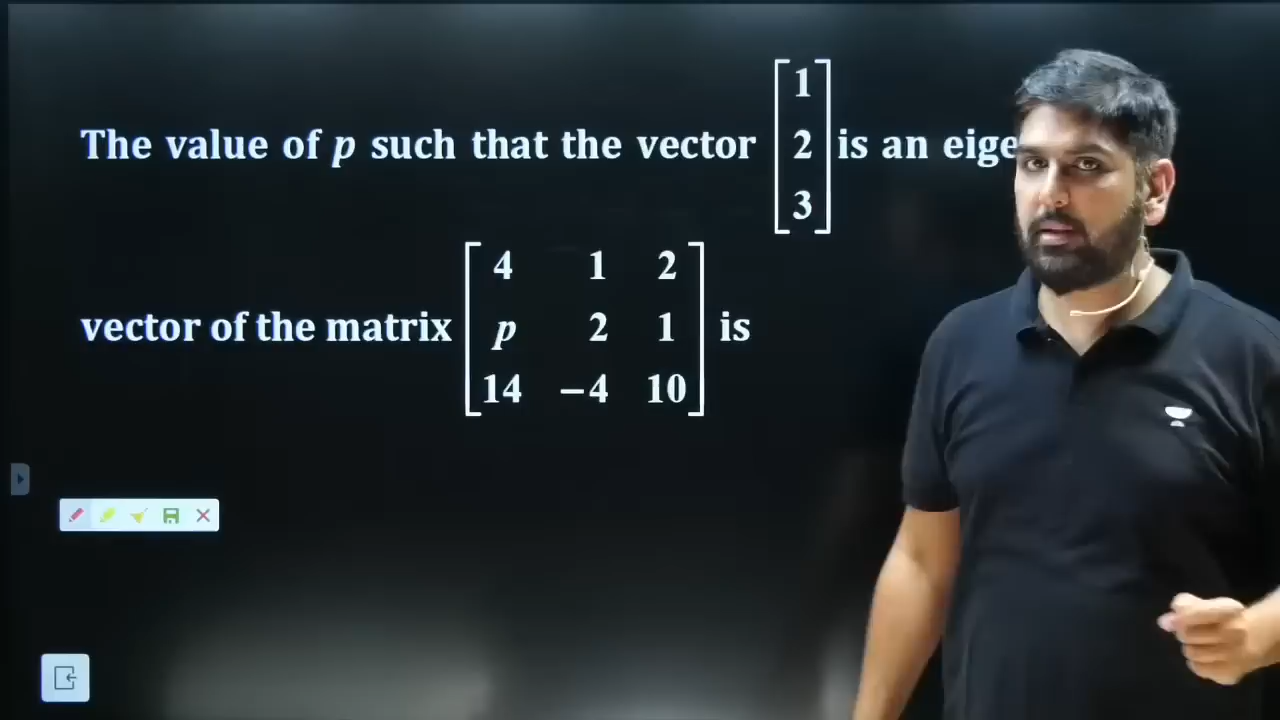 The value of p such that the vector [1 2 3] is an eige
vector of the matrix [4 1 2
p 2 1
14 −4 10] is